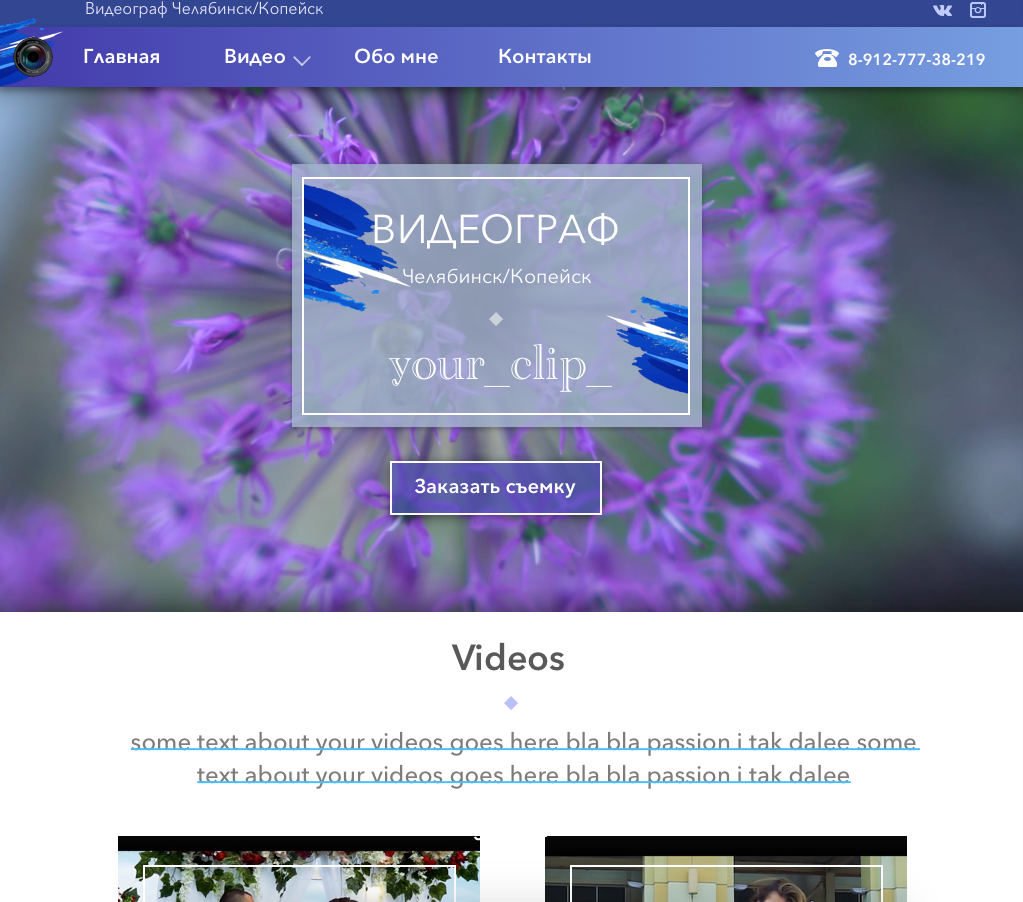 Видеограф Челябинск/Копейск
Главная Видео Обо мне Контакты 8-912-777-38-219
ВИДЕОГРАФ
Челябинск/Копейск
your_clip_
Заказать съемку
Videos
some text about your videos goes here bla bla passion i tak dalee some
text about your videos goes here bla bla passion i tak dalee